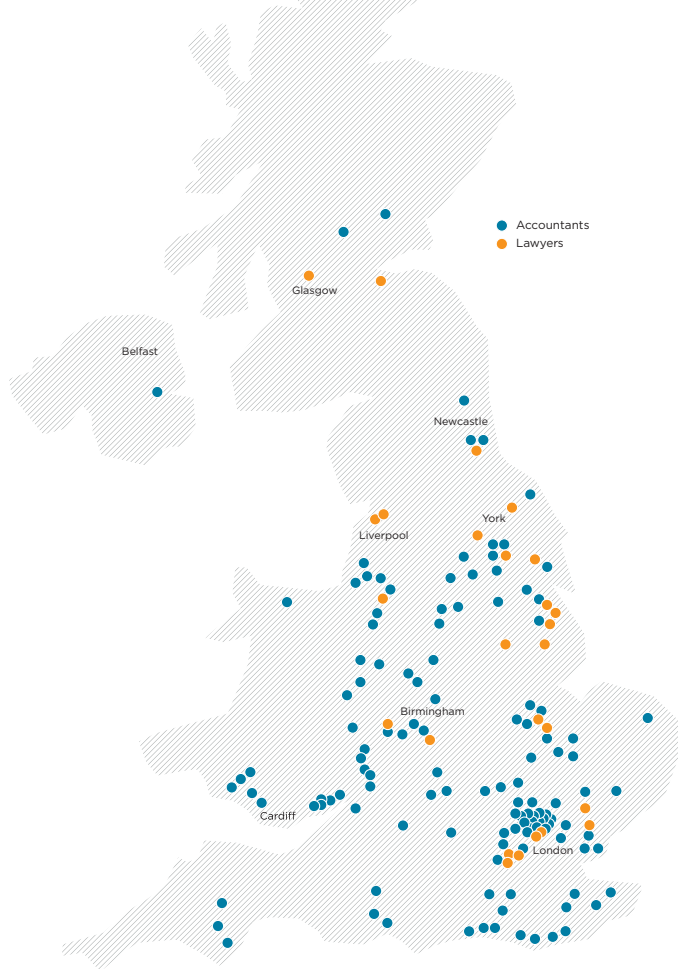 Accountants
Lawyers
Glasgow
Belfast
Newcastle
York
Liverpool
Birmingham
Cardiff
London